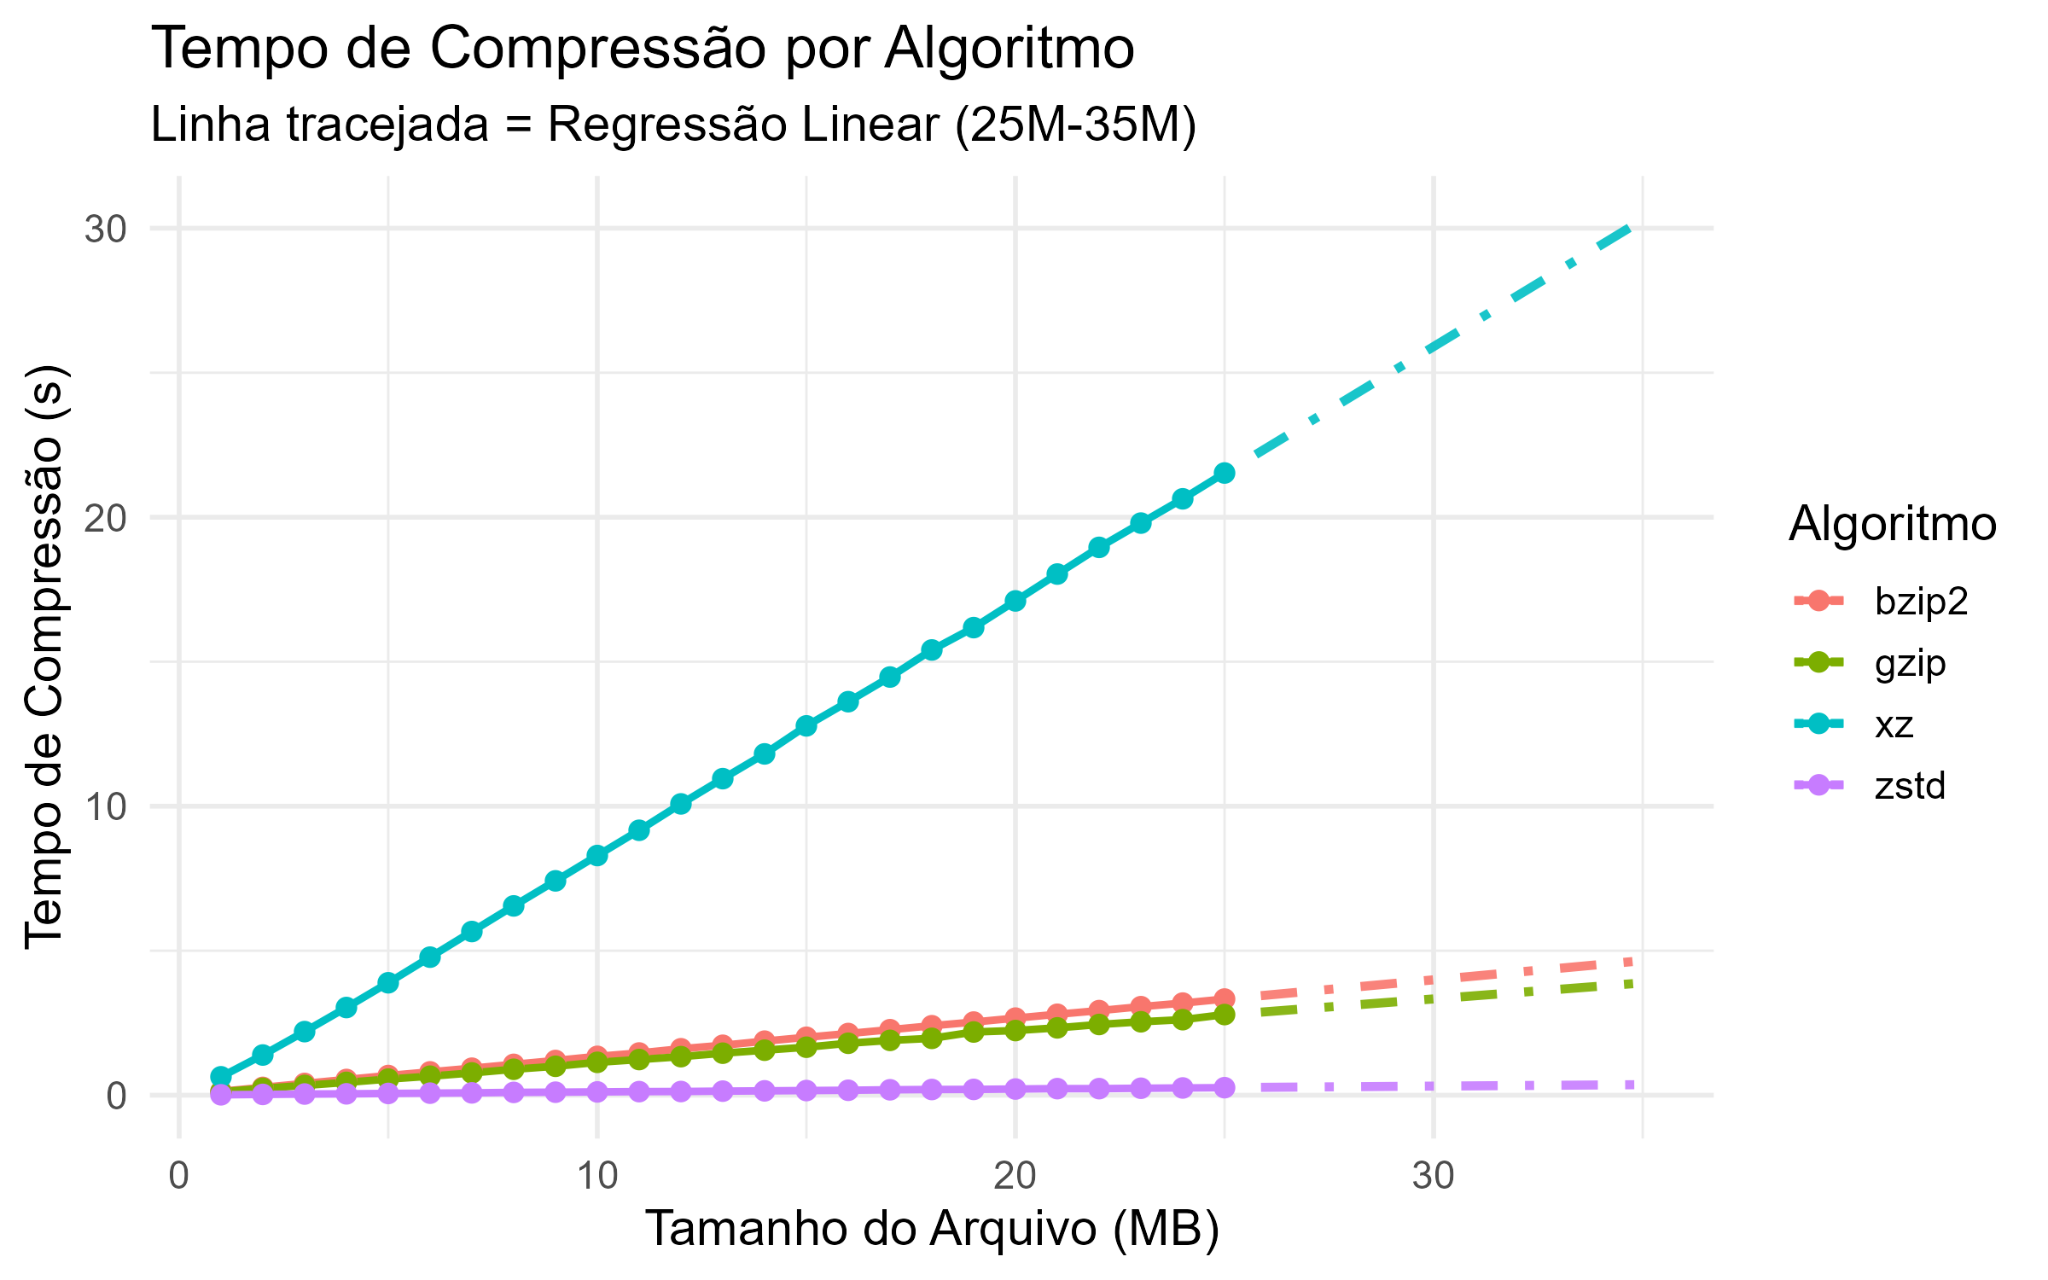 Tempo de Compressão por Algoritmo
Linha tracejada = Regressão Linear (25M-35M)
Tempo de Compressão (s)
30
20
10
0
0 10 20 30
Tamanho do Arquivo (MB)
Algoritmo
bzip2
gzip
xz
zstd